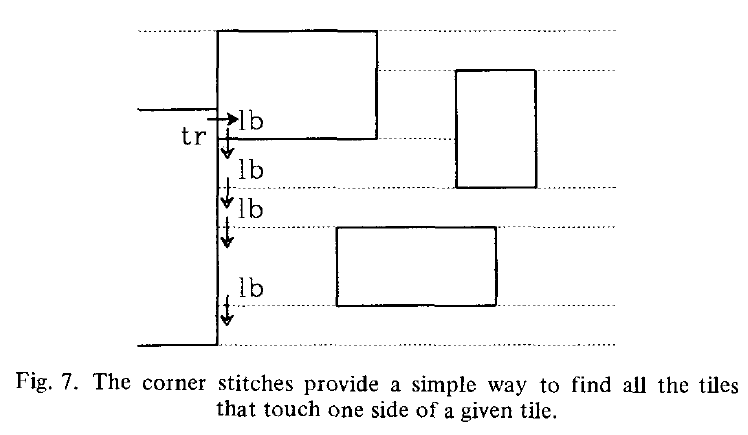 lb
tr
lb
lb
lb
Fig. 7. The corner stitches provide a simple way to find all the tiles
that touch one side of a given tile.